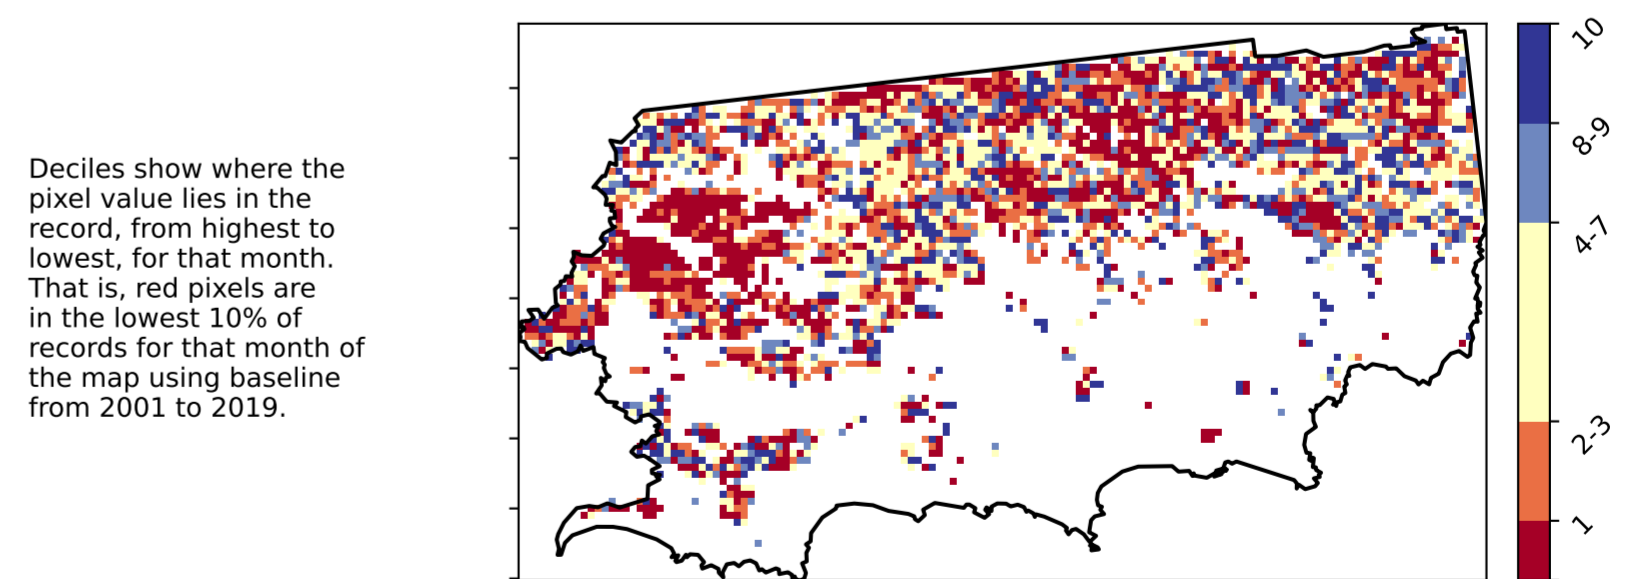 Deciles show where the
pixel value lies in the
record, from highest to
lowest, for that month.
That is, red pixels are
in the lowest 10% of
records for that month of
the map using baseline
from 2001 to 2019.
10
8-9
4-7
2-3
1